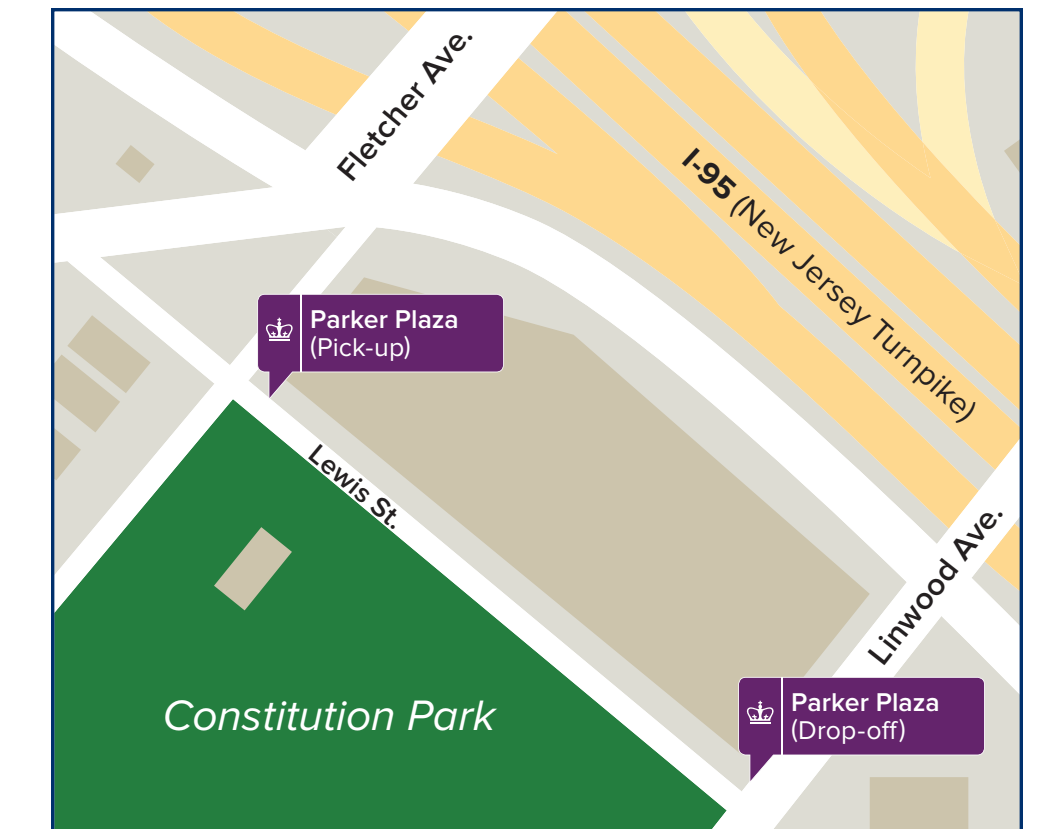 Fletcher Ave.
I-95 (New Jersey Turnpike)
Parker Plaza
(Pick-up)
Lewis St.
Linwood Ave.
Constitution Park
Parker Plaza
(Drop-off)